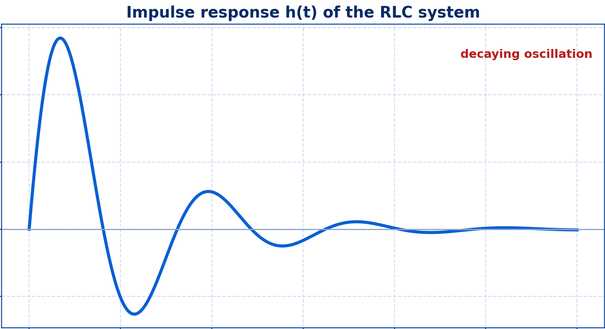 Impulse response h(t) of the RLC system
decaying oscillation